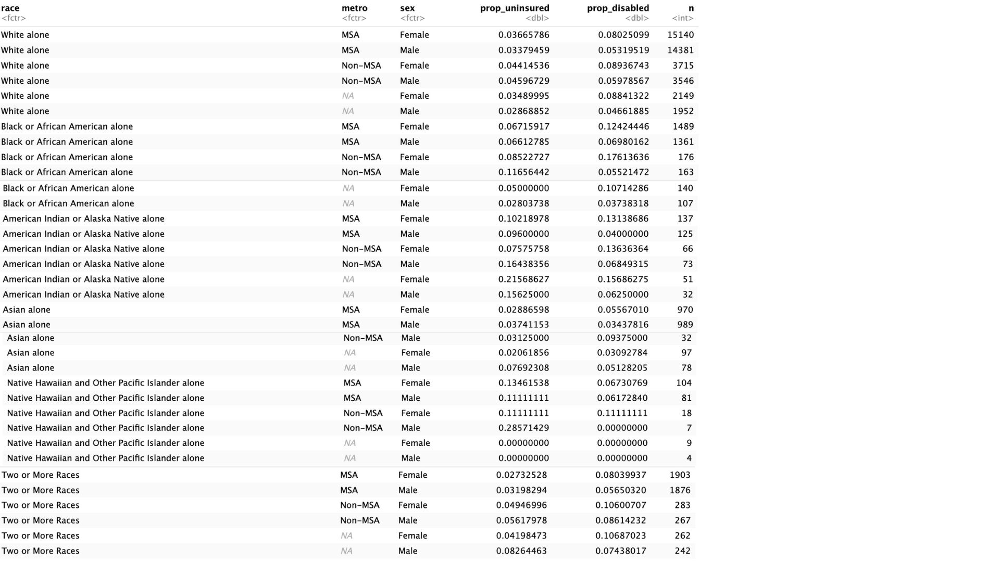 race metro sex prop_uninsured prop_disabled n
<fctr> <fctr> <fctr> <dbl> <dbl> <int>
White alone MSA Female 0.03665786 0.08025099 15140
White alone MSA Male 0.03379459 0.05319519 14381
White alone Non-MSA Female 0.04414536 0.08936743 3715
White alone Non-MSA Male 0.04596729 0.05978567 3546
White alone NA Female 0.03489995 0.08841322 2149
White alone NA Male 0.02868852 0.04661885 1952
Black or African American alone MSA Female 0.06715917 0.12424446 1489
Black or African American alone MSA Male 0.06612785 0.06980162 1361
Black or African American alone Non-MSA Female 0.08522727 0.17613636 176
Black or African American alone Non-MSA Male 0.11656442 0.05521472 163
Black or African American alone NA Female 0.05000000 0.10714286 140
Black or African American alone NA Male 0.02803738 0.03738318 107
American Indian or Alaska Native alone MSA Female 0.10218978 0.13138686 137
American Indian or Alaska Native alone MSA Male 0.09600000 0.04000000 125
American Indian or Alaska Native alone Non-MSA Female 0.07575758 0.13636364 66
American Indian or Alaska Native alone Non-MSA Male 0.16438356 0.06849315 73
American Indian or Alaska Native alone NA Female 0.21568627 0.15686275 51
American Indian or Alaska Native alone NA Male 0.15625000 0.06250000 32
Asian alone MSA Female 0.02886598 0.05567010 970
Asian alone MSA Male 0.03741153 0.03437816 989
Asian alone Non-MSA Male 0.03125000 0.09375000 32
Asian alone NA Female 0.02061856 0.03092784 97
Asian alone NA Male 0.07692308 0.05128205 78
Native Hawaiian and Other Pacific Islander alone MSA Female 0.13461538 0.06730769 104
Native Hawaiian and Other Pacific Islander alone MSA Male 0.11111111 0.06172840 81
Native Hawaiian and Other Pacific Islander alone Non-MSA Female 0.11111111 0.11111111 18
Native Hawaiian and Other Pacific Islander alone Non-MSA Male 0.28571429 0.00000000 7
Native Hawaiian and Other Pacific Islander alone NA Female 0.00000000 0.00000000 9
Native Hawaiian and Other Pacific Islander alone NA Male 0.00000000 0.00000000 4
Two or More Races MSA Female 0.02732528 0.08039937 1903
Two or More Races MSA Male 0.03198294 0.05650320 1876
Two or More Races Non-MSA Female 0.04946996 0.10600707 283
Two or More Races Non-MSA Male 0.05617978 0.08614232 267
Two or More Races NA Female 0.04198473 0.10687023 262
Two or More Races NA Male 0.08264463 0.07438017 242